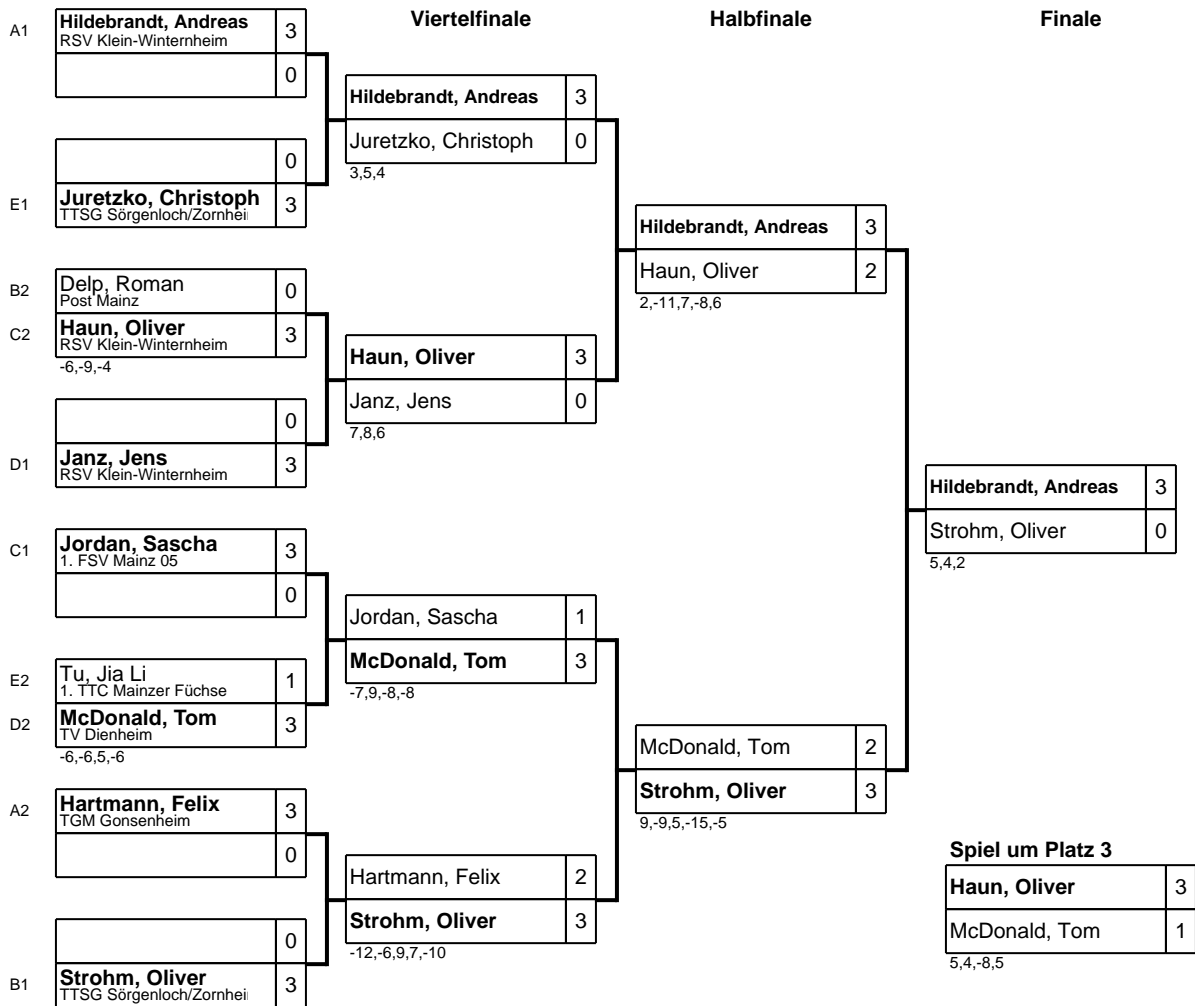 Viertelfinale
Halbfinale
Finale
A1
Hildebrandt, Andreas
3
RSV Klein-Winternheim
0
0
E1
Juretzko, Christoph
3
TTSG Sörgenloch/Zornhei
B2
Delp, Roman
0
Post Mainz
C2
Haun, Oliver
3
RSV Klein-Winternheim
-6,-9,-4
0
D1
Janz, Jens
3
RSV Klein-Winternheim
C1
Jordan, Sascha
3
1. FSV Mainz 05
0
E2
Tu, Jia Li
1
1. TTC Mainzer Füchse
D2
McDonald, Tom
3
TV Dienheim
-6,-6,5,-6
A2
Hartmann, Felix
3
TGM Gonsenheim
0
0
B1
Strohm, Oliver
3
TTSG Sörgenloch/Zornhei
Hildebrandt, Andreas 3
Juretzko, Christoph 0
3,5,4
Haun, Oliver 3
Janz, Jens 0
7,8,6
Jordan, Sascha 1
McDonald, Tom 3
-7,9,-8,-8
Hartmann, Felix 2
Strohm, Oliver 3
-12,-6,9,7,-10
Hildebrandt, Andreas 3
Haun, Oliver 2
2,-11,7,-8,6
McDonald, Tom 2
Strohm, Oliver 3
9,-9,5,-15,-5
Hildebrandt, Andreas 3
Strohm, Oliver 0
5,4,2
Spiel um Platz 3
Haun, Oliver 3
McDonald, Tom 1
5,4,-8,5